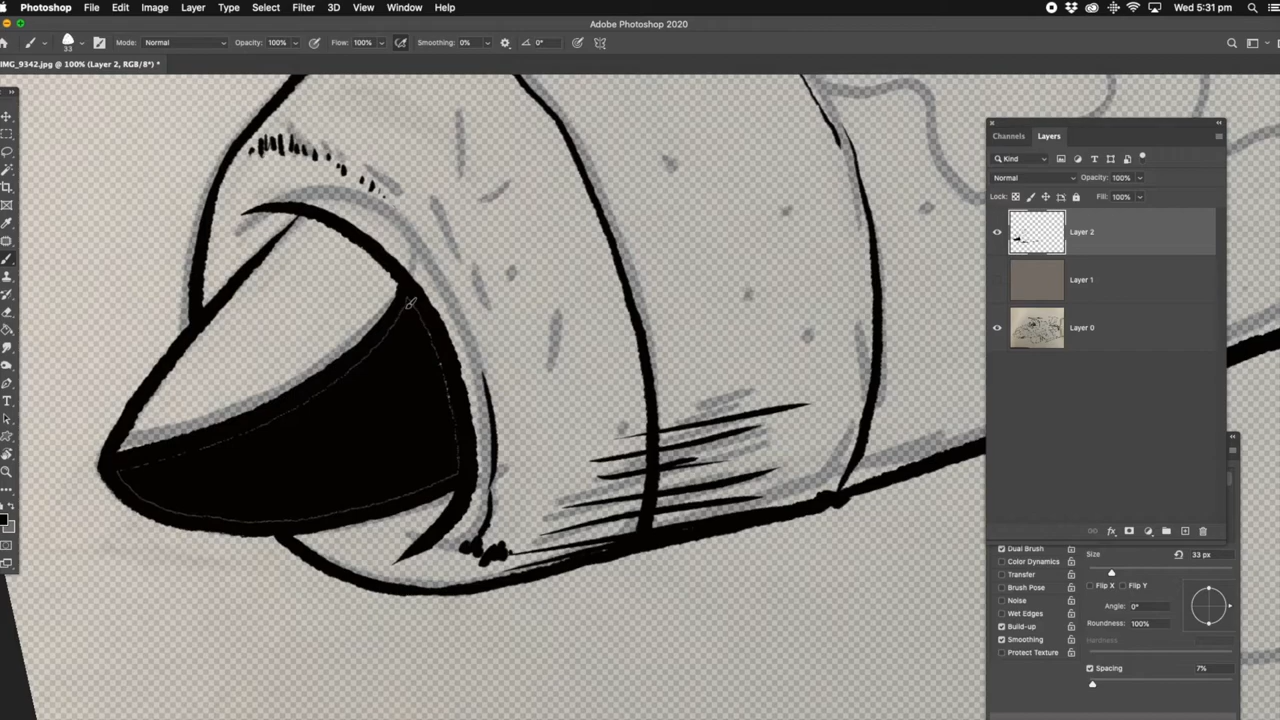 Photoshop File Edit Image Layer Type Select Filter 3D View Window Help Wed 5:31 pm
Adobe Photoshop 2020
33 Mode: Normal Opacity: 100% Flow: 100% Smoothing: 0% 0°
IMG_9342.jpg @ 100% (Layer 2, RGB/8*) *
Channels Layers
Kind
Normal Opacity: 100%
Lock: Fill: 100%
Layer 2
Layer 1
Layer 0
Dual Brush
Color Dynamics
Transfer
Brush Pose
Noise
Wet Edges
Build-up
Smoothing
Protect Texture
Size 33 px
Flip X Flip Y
Angle: 0°
Roundness: 100%
Hardness
Spacing 7%